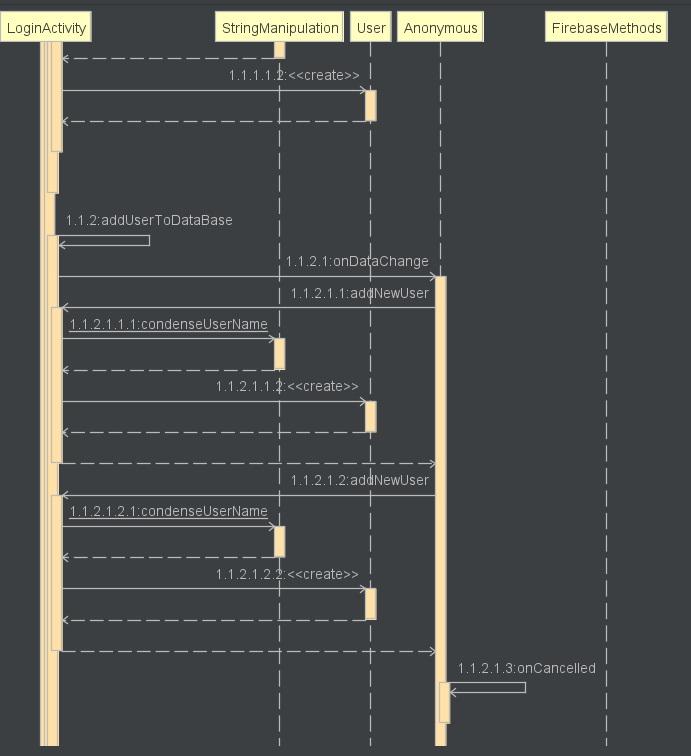 LoginActivity StringManipulation User Anonymous FirebaseMethods
1.1.1.1.2:<<create>>
1.1.2:addUserToDataBase
1.1.2.1:onDataChange
1.1.2.1.1:addNewUser
1.1.2.1.1.1:condenseUserName
1.1.2.1.1.2:<<create>>
1.1.2.1.2:addNewUser
1.1.2.1.2.1:condenseUserName
1.1.2.1.2.2:<<create>>
1.1.2.1.3:onCancelled